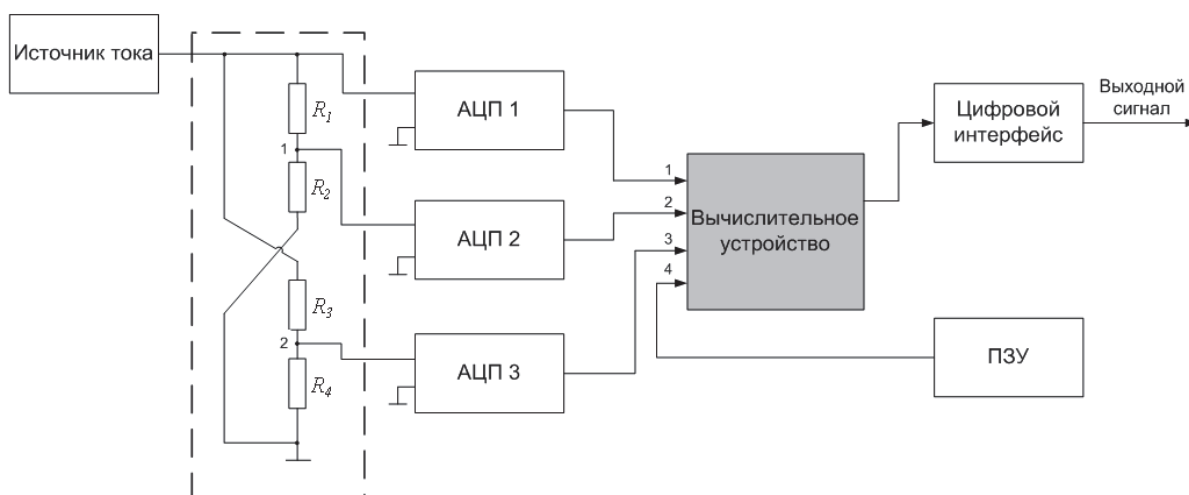 Источник тока
R1
1
R2
R3
2
R4
АЦП 1
АЦП 2
АЦП 3
1
2
3
4
Вычислительное
устройство
Цифровой
интерфейс
Выходной
сигнал
ПЗУ